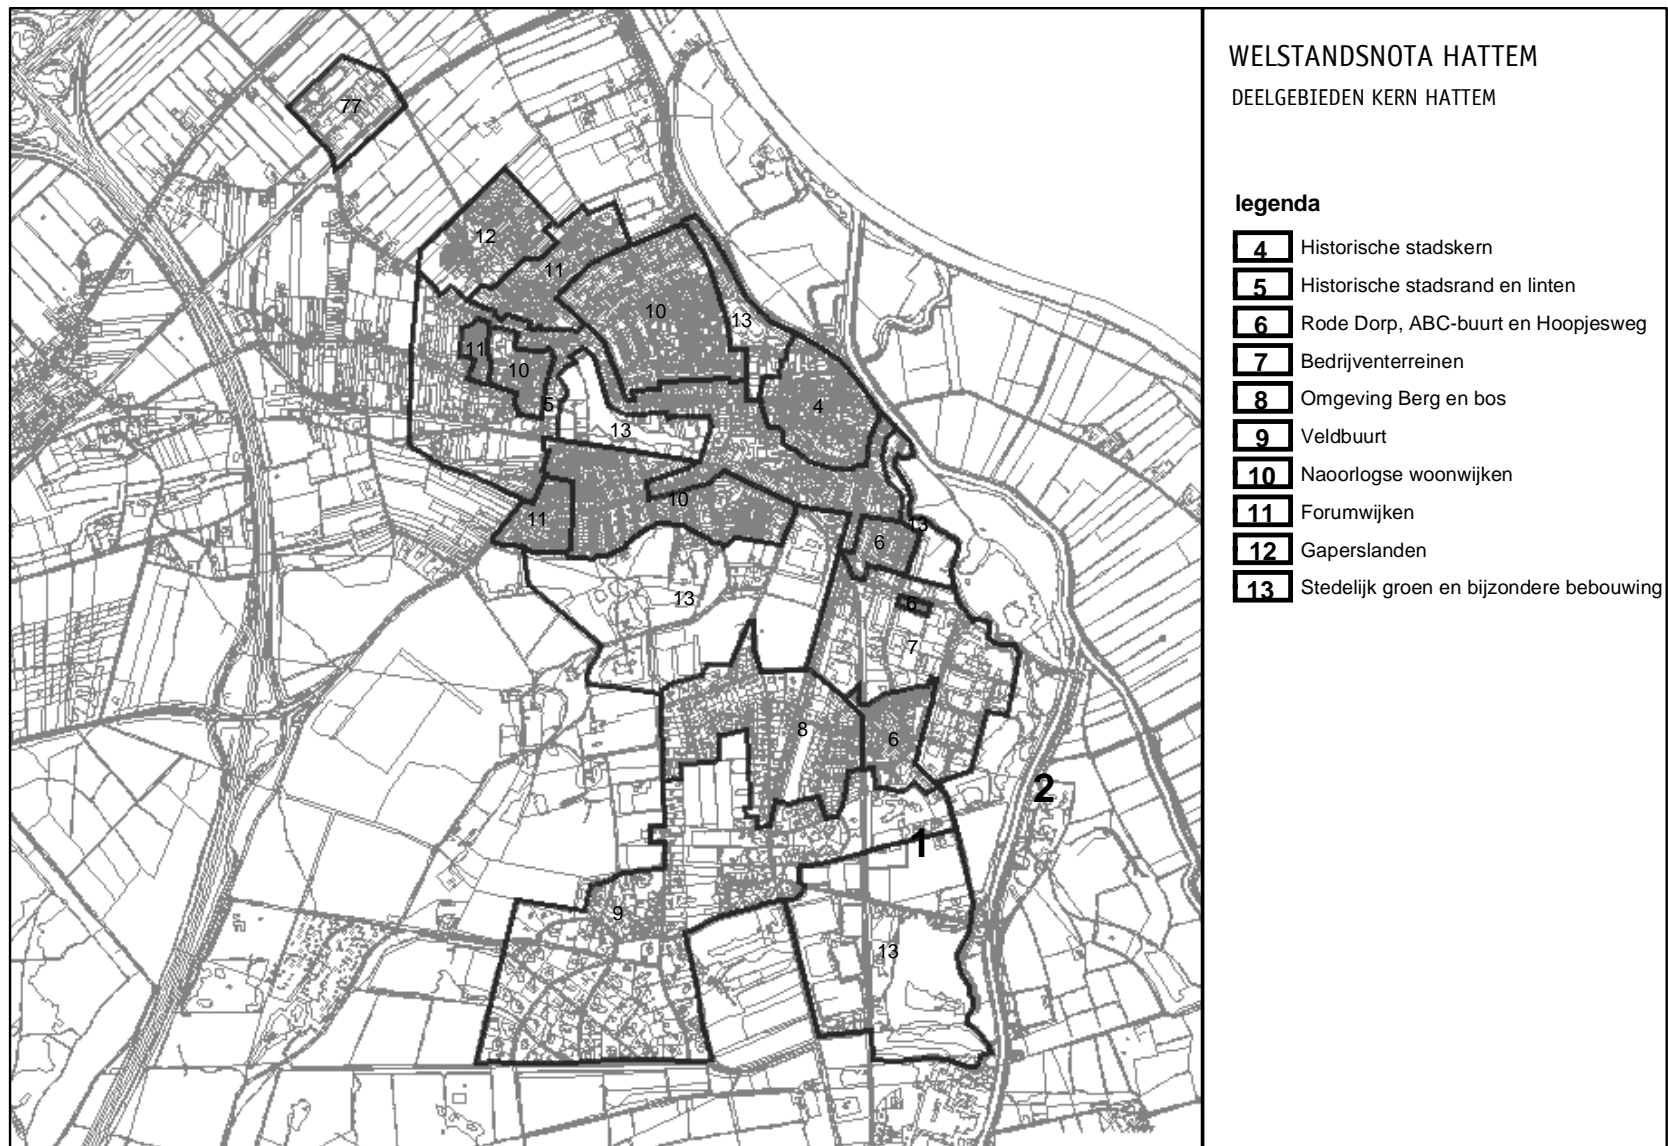 WELSTANDSNOTA HATTEM
DEELGEBIEDEN KERN HATTEM
legenda
4 Historische stadskern
5 Historische stadsrand en linten
6 Rode Dorp, ABC-buurt en Hoopjesweg
7 Bedrijventerreinen
8 Omgeving Berg en bos
9 Veldbuurt
10 Naoorlogse woonwijken
11 Forumwijken
12 Gaperslanden
13 Stedelijk groen en bijzondere bebouwing
77
12
11
10
13
11
10
5
4
13
10
11
13
6
13
6
7
8
6
2
1
9
13